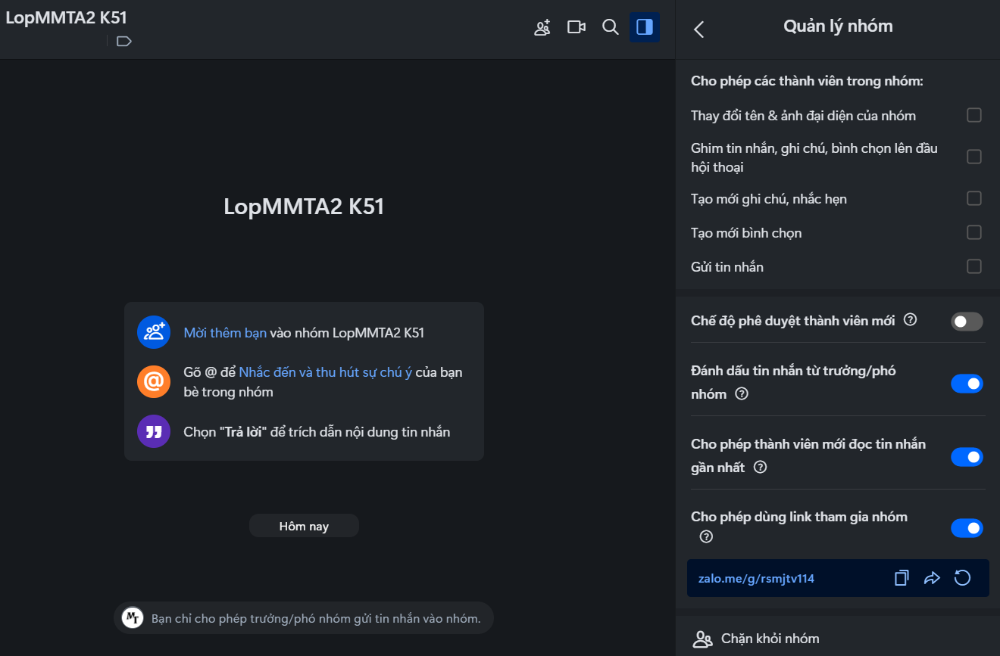 LopMMTA2 K51
Quản lý nhóm
LopMMTA2 K51
Mời thêm bạn vào nhóm LopMMTA2 K51
Gõ @ để Nhắc đến và thu hút sự chú ý của bạn
bè trong nhóm
Chọn "Trả lời" để trích dẫn nội dung tin nhắn
Hôm nay
MT
Bạn chỉ cho phép trưởng/phó nhóm gửi tin nhắn vào nhóm.
Cho phép các thành viên trong nhóm:
Thay đổi tên & ảnh đại diện của nhóm
Ghim tin nhắn, ghi chú, bình chọn lên đầu
hội thoại
Tạo mới ghi chú, nhắc hẹn
Tạo mới bình chọn
Gửi tin nhắn
Chế độ phê duyệt thành viên mới
Đánh dấu tin nhắn từ trưởng/phó
nhóm
Cho phép thành viên mới đọc tin nhắn
gần nhất
Cho phép dùng link tham gia nhóm
zalo.me/g/rsmjtv114
Chặn khỏi nhóm